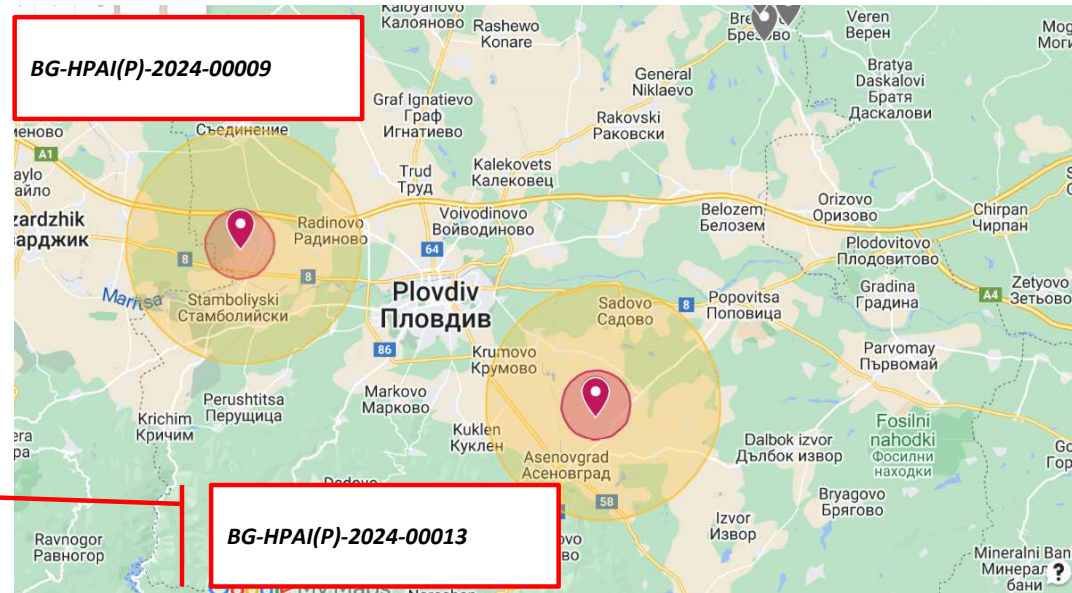 BG-HPAI(P)-2024-00009
BG-HPAI(P)-2024-00013
Kaloyanovo
Калояново
Rashewo
Konare
Veren
Верен
Bratya
Daskalovi
Братя
Даскалови
General
Niklaevo
Graf Ignatievo
Граф
Игнатиево
Rakovski
Раковски
Съединение
A1
Trud
Труд
Kalekovets
Калековец
Radinovo
Радиново
Voivodinovo
Войводиново
64
Belozem
Белозем
Orizovo
Оризово
Chirpan
Чирпан
Plodovitovo
Плодовитово
8
8
Maritsa
Stamboliyski
Стамболийски
Plovdiv
Пловдив
Sadovo
Садово
8
Popovitsa
Поповица
Gradina
Градина
A4
Zetyovo
Зетьово
86
Krumovo
Крумово
Parvomay
Първомай
Markovo
Марково
Perushtitsa
Перущица
Krichim
Кричим
Kuklen
Куклен
Asenovgrad
Асеновград
Dalbok izvor
Дълбок извор
Fosilni
nahodki
Фосилни
находки
58
Bryagovo
Брягово
Izvor
Извор
Ravnogor
Равногор
Mineralni Ban
Минерал
бани
?